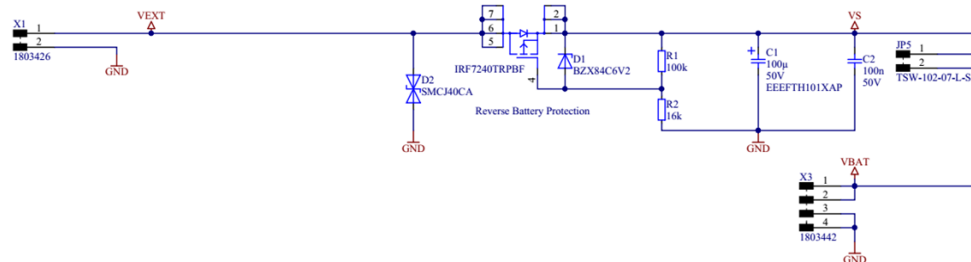 X1
1
2
1803426
VEXT
GND
D2
SMCJ40CA
GND
7
6
5
2
1
4
IRF7240TRPBF
D1
BZX84C6V2
Reverse Battery Protection
R1
100k
R2
16k
C1
100µ
50V
EEEFTH101XAP
GND
VS
C2
100n
50V
JP5
1
2
TSW-102-07-L-S
VBAT
X3
1
2
3
4
1803442
GND